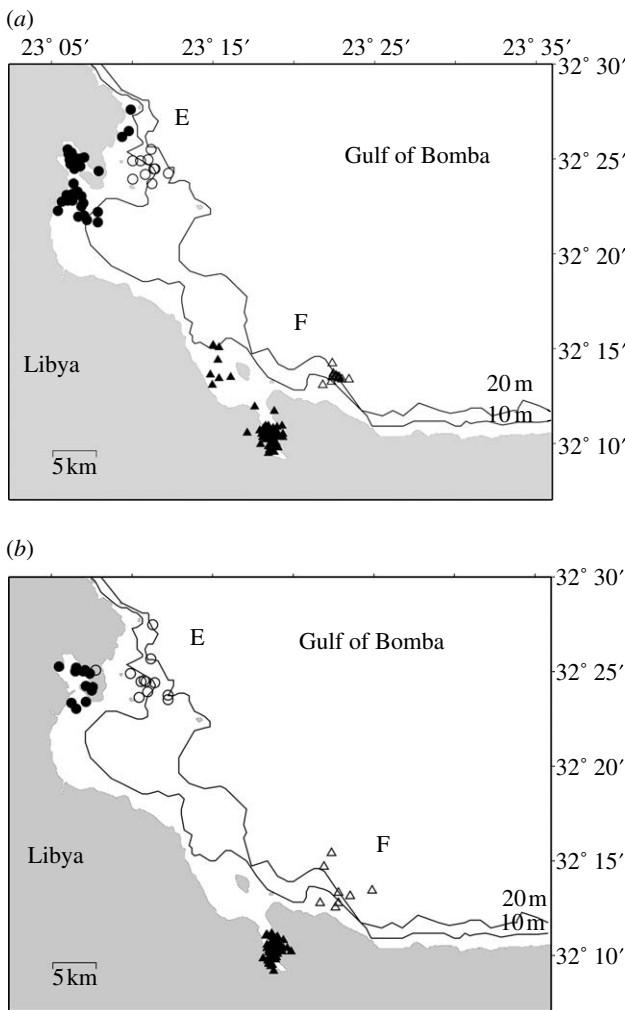 (a)
23° 05′ 23° 15′ 23° 25′ 23° 35′
32° 30′
E
Gulf of Bomba
32° 25′
32° 20′
F
Libya
32° 15′
20 m
10 m
32° 10′
5 km
(b)
32° 30′
E
Gulf of Bomba
32° 25′
32° 20′
F
Libya
32° 15′
20 m
10 m
32° 10′
5 km